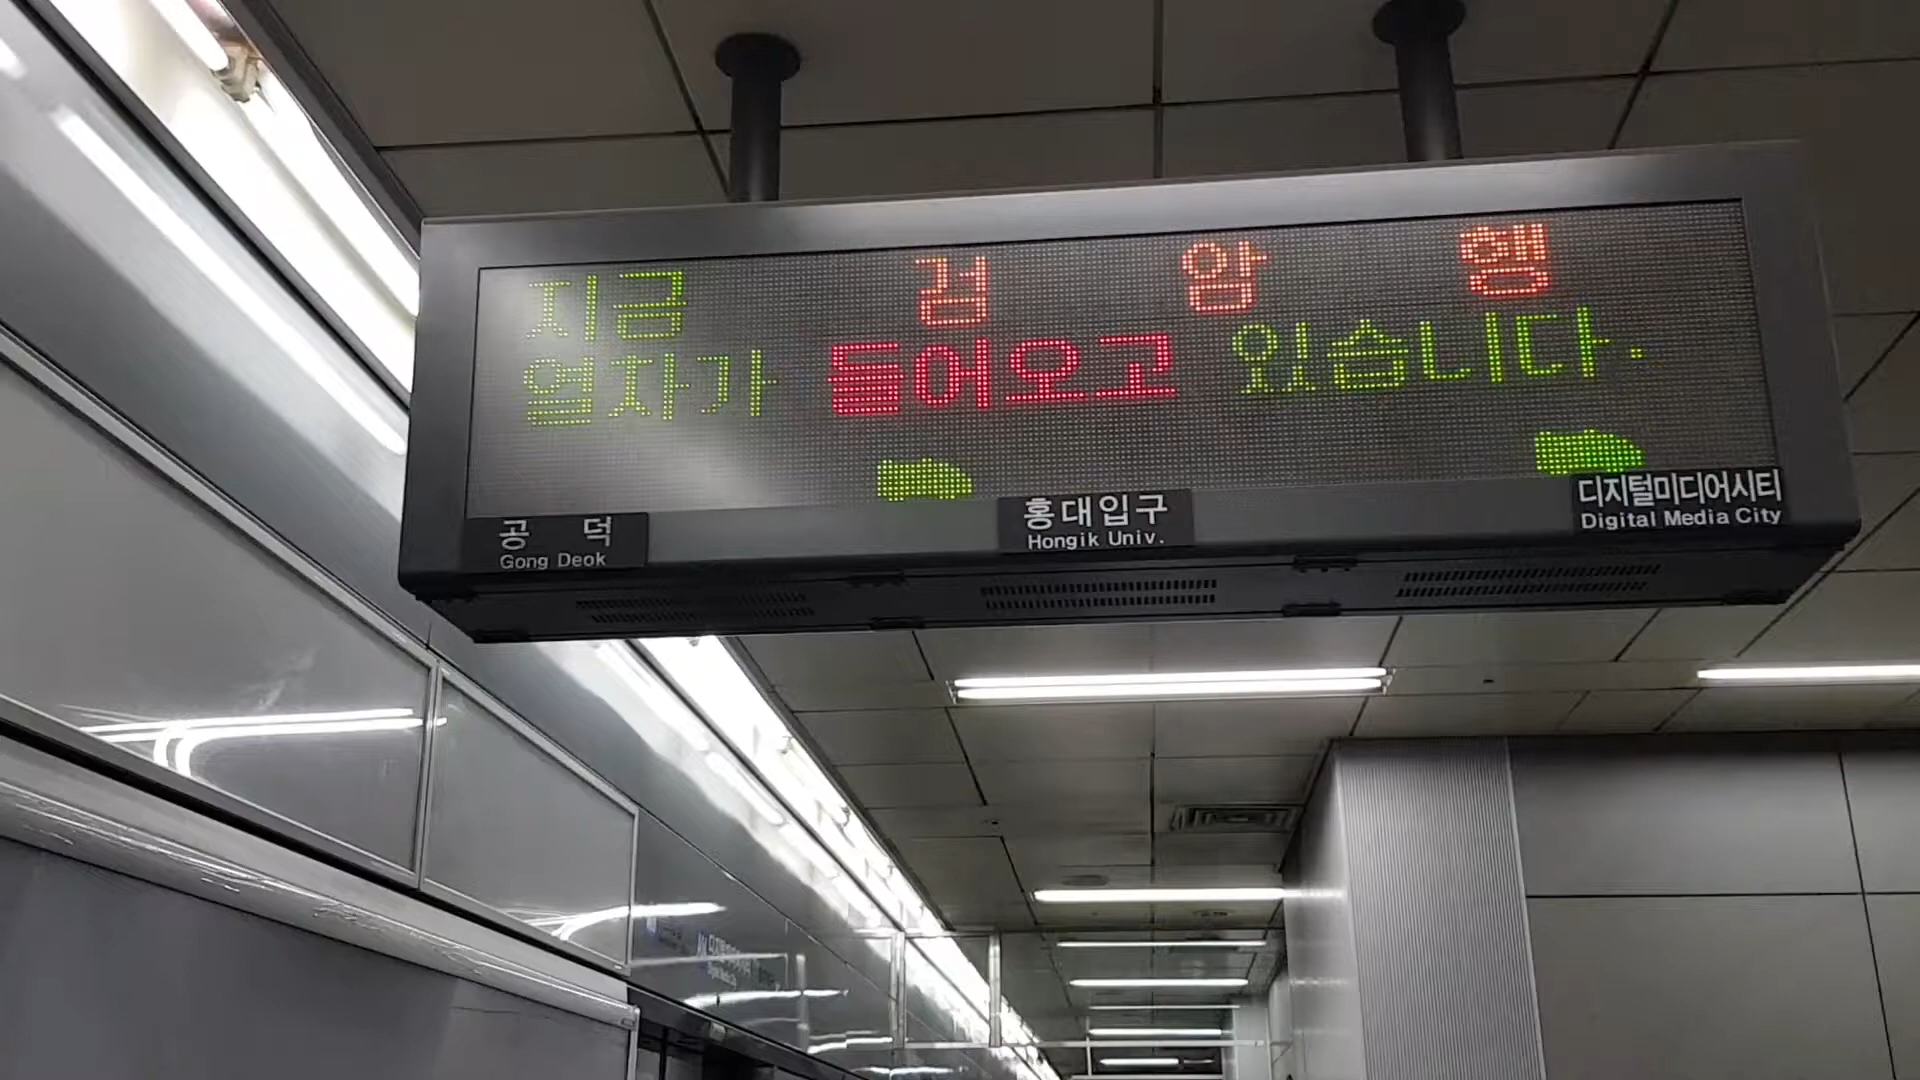 지금 검 암 행
열차가 들어오고 있습니다.
공 덕
Gong Deok
홍대입구
Hongik Univ.
디지털미디어시티
Digital Media City